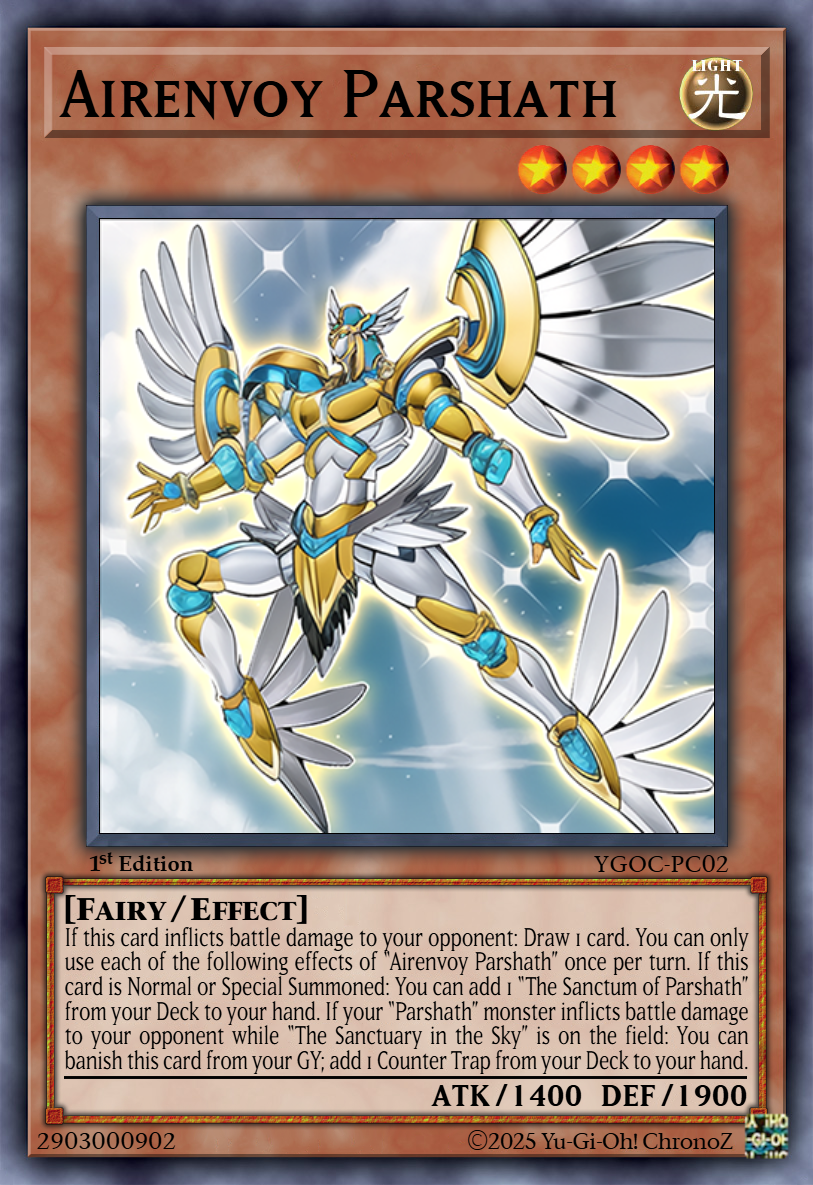 Airenvoy Parshath
LIGHT
光
1st Edition
YGOC-PC02
[Fairy / Effect]
If this card inflicts battle damage to your opponent: Draw 1 card. You can only
use each of the following effects of "Airenvoy Parshath" once per turn. If this
card is Normal or Special Summoned: You can add 1 "The Sanctum of Parshath"
from your Deck to your hand. If your "Parshath" monster inflicts battle damage
to your opponent while "The Sanctuary in the Sky" is on the field: You can
banish this card from your GY; add 1 Counter Trap from your Deck to your hand.
ATK / 1400 DEF / 1900
2903000902
©2025 Yu-Gi-Oh! ChronoZ